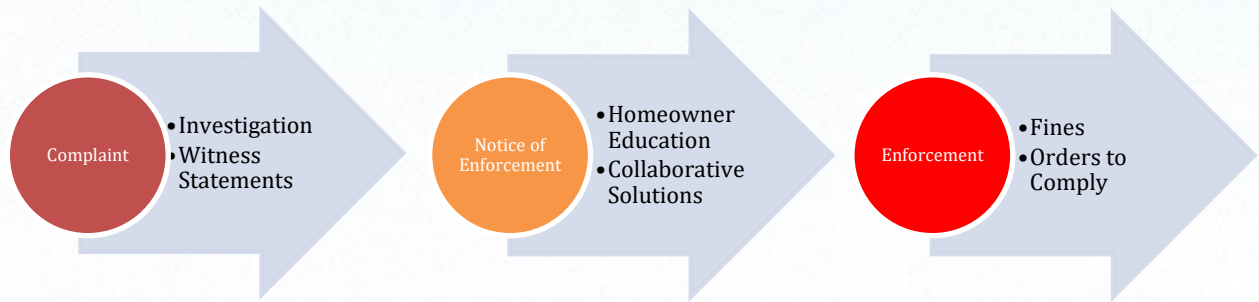 Complaint
•Investigation
•Witness
Statements
Notice of
Enforcement
•Homeowner
Education
•Collaborative
Solutions
Enforcement
•Fines
•Orders to
Comply